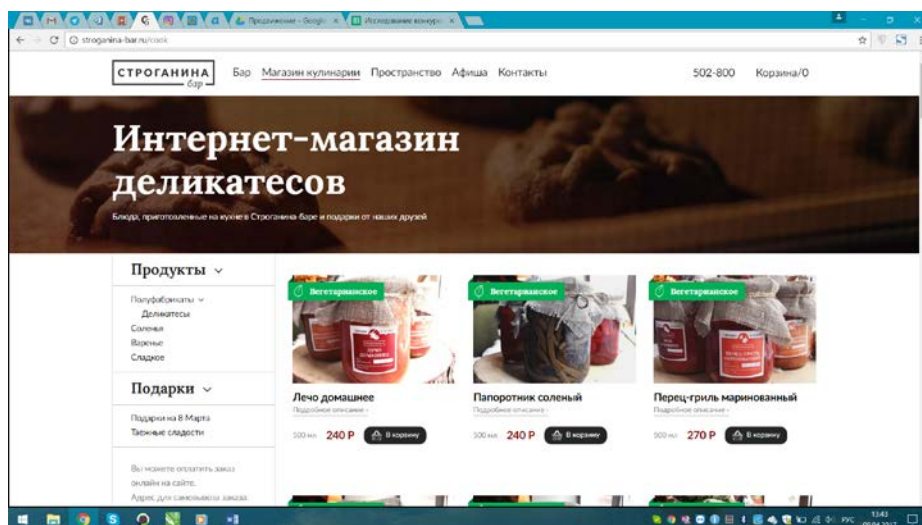 Продвижение - Google
Исследование конкуре
stroganina-bar.ru/cook
СТРОГАНИНА
бар
Бар Магазин кулинарии Пространство Афиша Контакты 502-800 Корзина/0
Интернет-магазин
деликатесов
Блюда, приготовленные на кухне в Строганина-баре и подарки от наших друзей
Продукты
Полуфабрикаты
Деликатесы
Соленья
Варенье
Сладкое
Подарки
Подарки на 8 Марта
Таежные сладости
Вы можете оплатить заказ
онлайн на сайте.
Адрес для самовывоза заказа:
Вегетарианское
Лечо домашнее
Подробное описание
500 мл 240 Р В корзину
Вегетарианское
Папоротник соленый
Подробное описание
500 мл 240 Р В корзину
Вегетарианское
Перец-гриль маринованный
Подробное описание
500 мл 270 Р В корзину
РУС 13:43